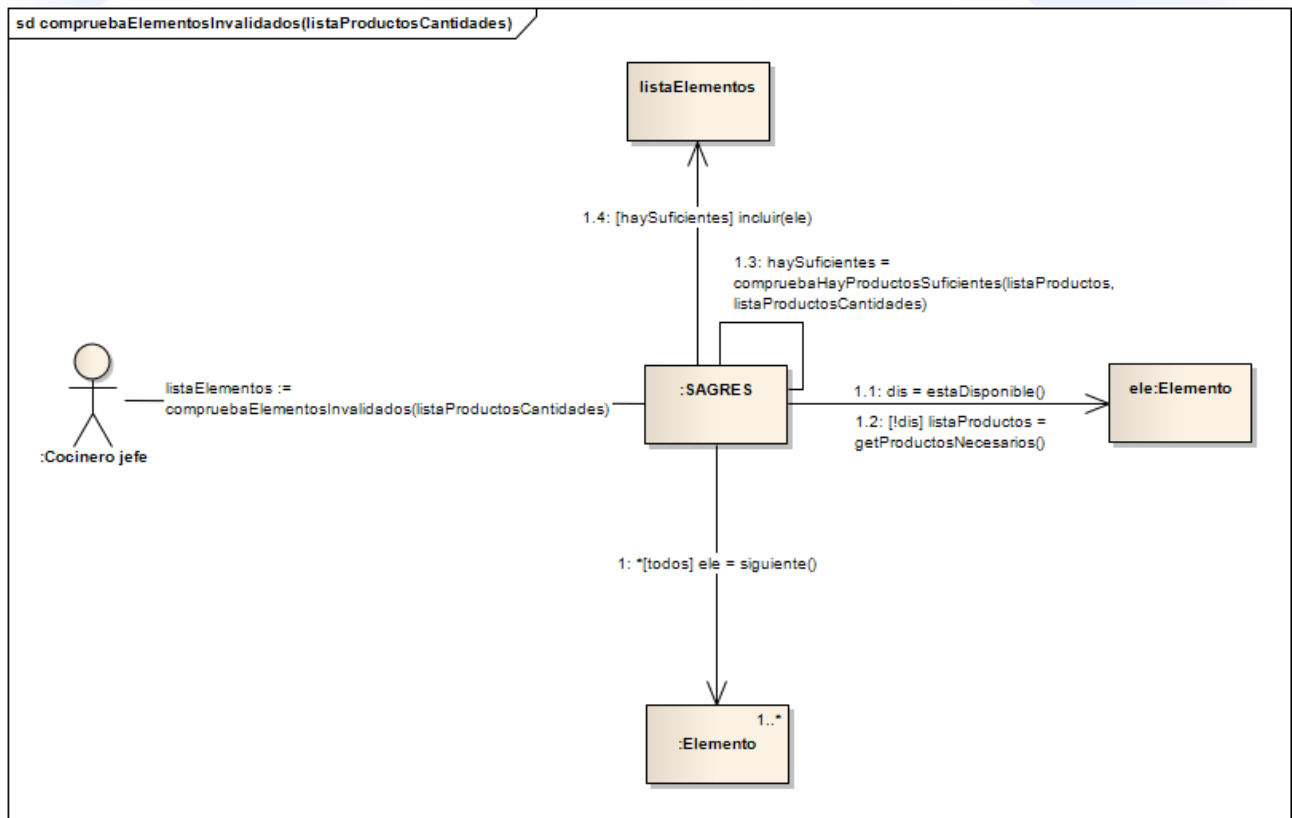 sd compruebaElementosInvalidados(listaProductosCantidades)
listaElementos
1.4: [haySuficientes] incluir(ele)
1.3: haySuficientes =
compruebaHayProductosSuficientes(listaProductos,
listaProductosCantidades)
:Cocinero jefe
listaElementos :=
compruebaElementosInvalidados(listaProductosCantidades)
:SAGRES
1.1: dis = estaDisponible()
1.2: [!dis] listaProductos =
getProductosNecesarios()
ele:Elemento
1: *[todos] ele = siguiente()
1..*
:Elemento